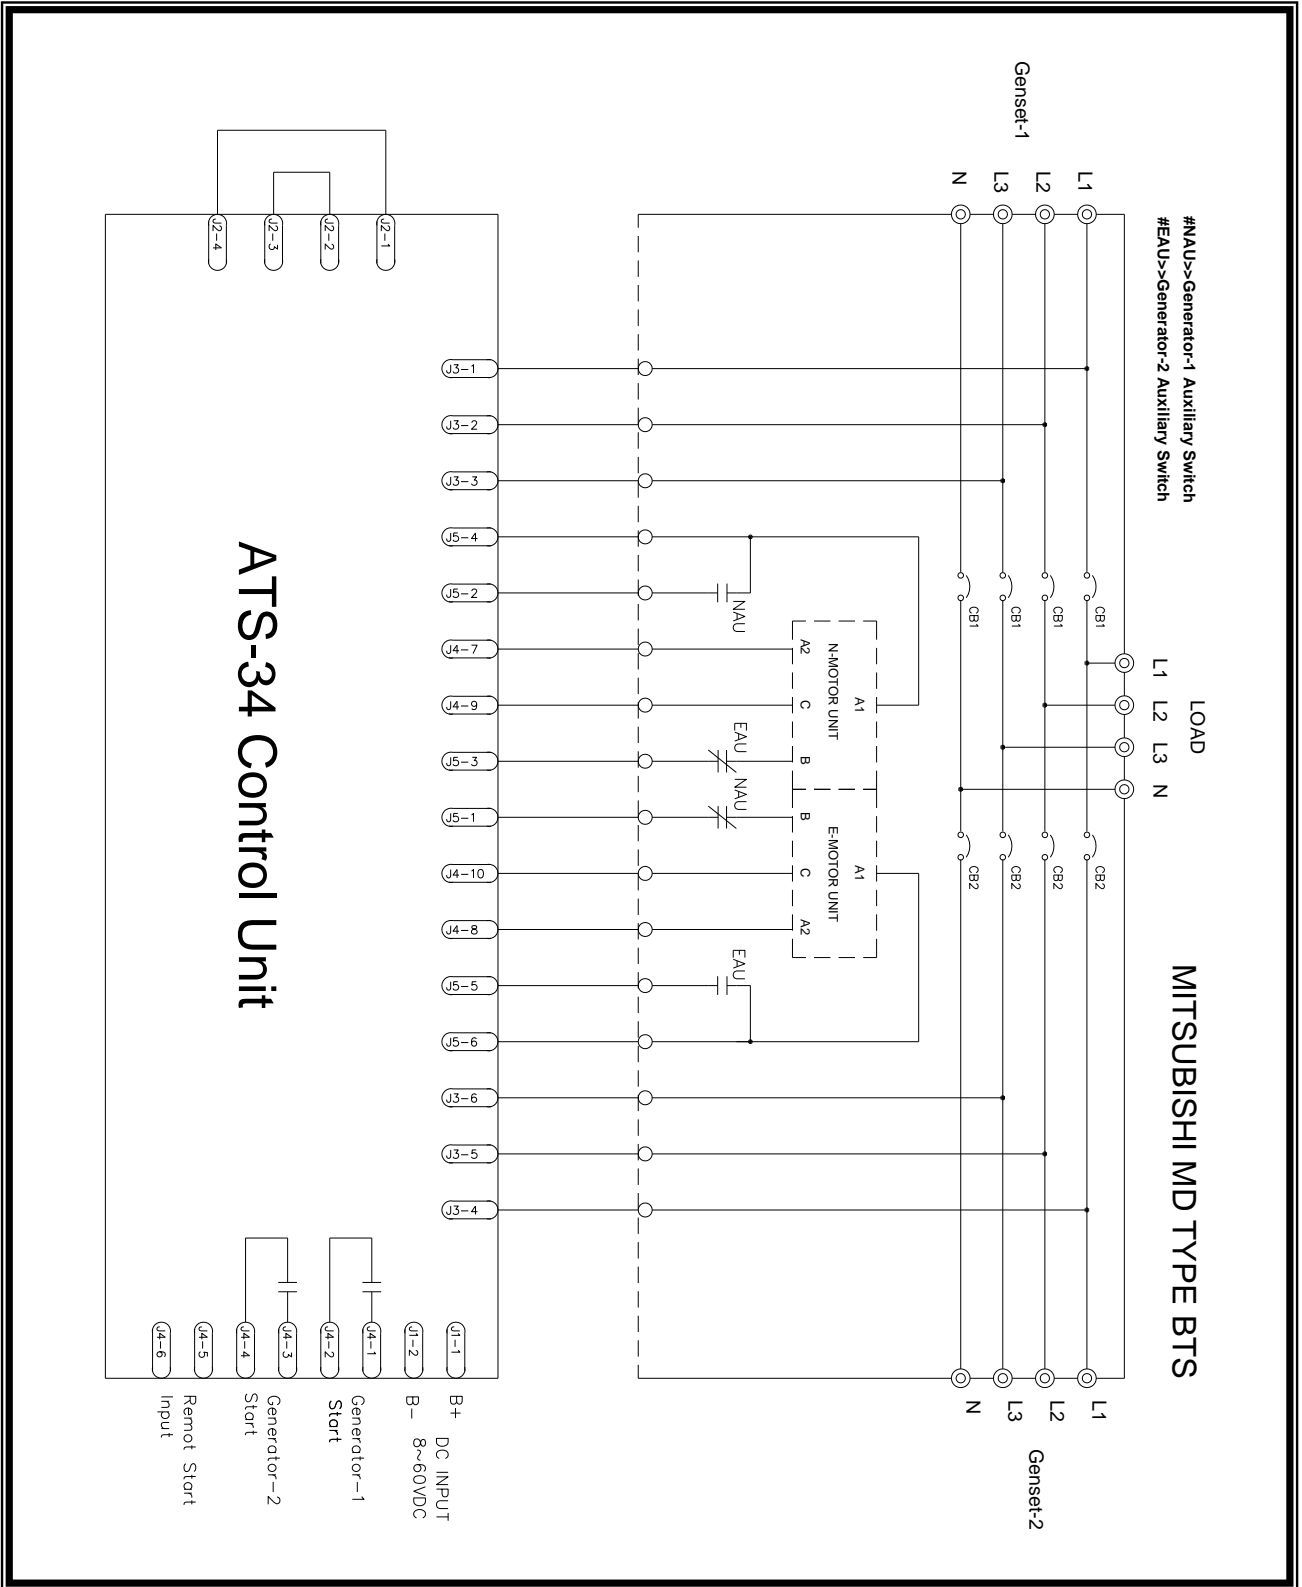 MITSUBISHI MD TYPE BTS
#NAU>>Generator-1 Auxiliary Switch
#EAU>>Generator-2 Auxiliary Switch
LOAD
L1
L2
L3
N
Genset-1
L1
L2
L3
N
CB1
CB1
CB1
CB1
CB2
CB2
CB2
CB2
L1
L2
L3
N
Genset-2
A1
N-MOTOR UNIT
A2
C
B
A1
E-MOTOR UNIT
B
C
A2
NAU
EAU
NAU
EAU
J3-1
J3-2
J3-3
J5-4
J5-2
J4-7
J4-9
J5-3
J5-1
J4-10
J4-8
J5-5
J5-6
J3-6
J3-5
J3-4
J2-1
J2-2
J2-3
J2-4
ATS-34 Control Unit
J1-1
B+
DC INPUT
J1-2
B-
8~60VDC
J4-1
Generator-1
J4-2
Start
J4-3
Generator-2
J4-4
Start
J4-5
Remot Start
J4-6
Input